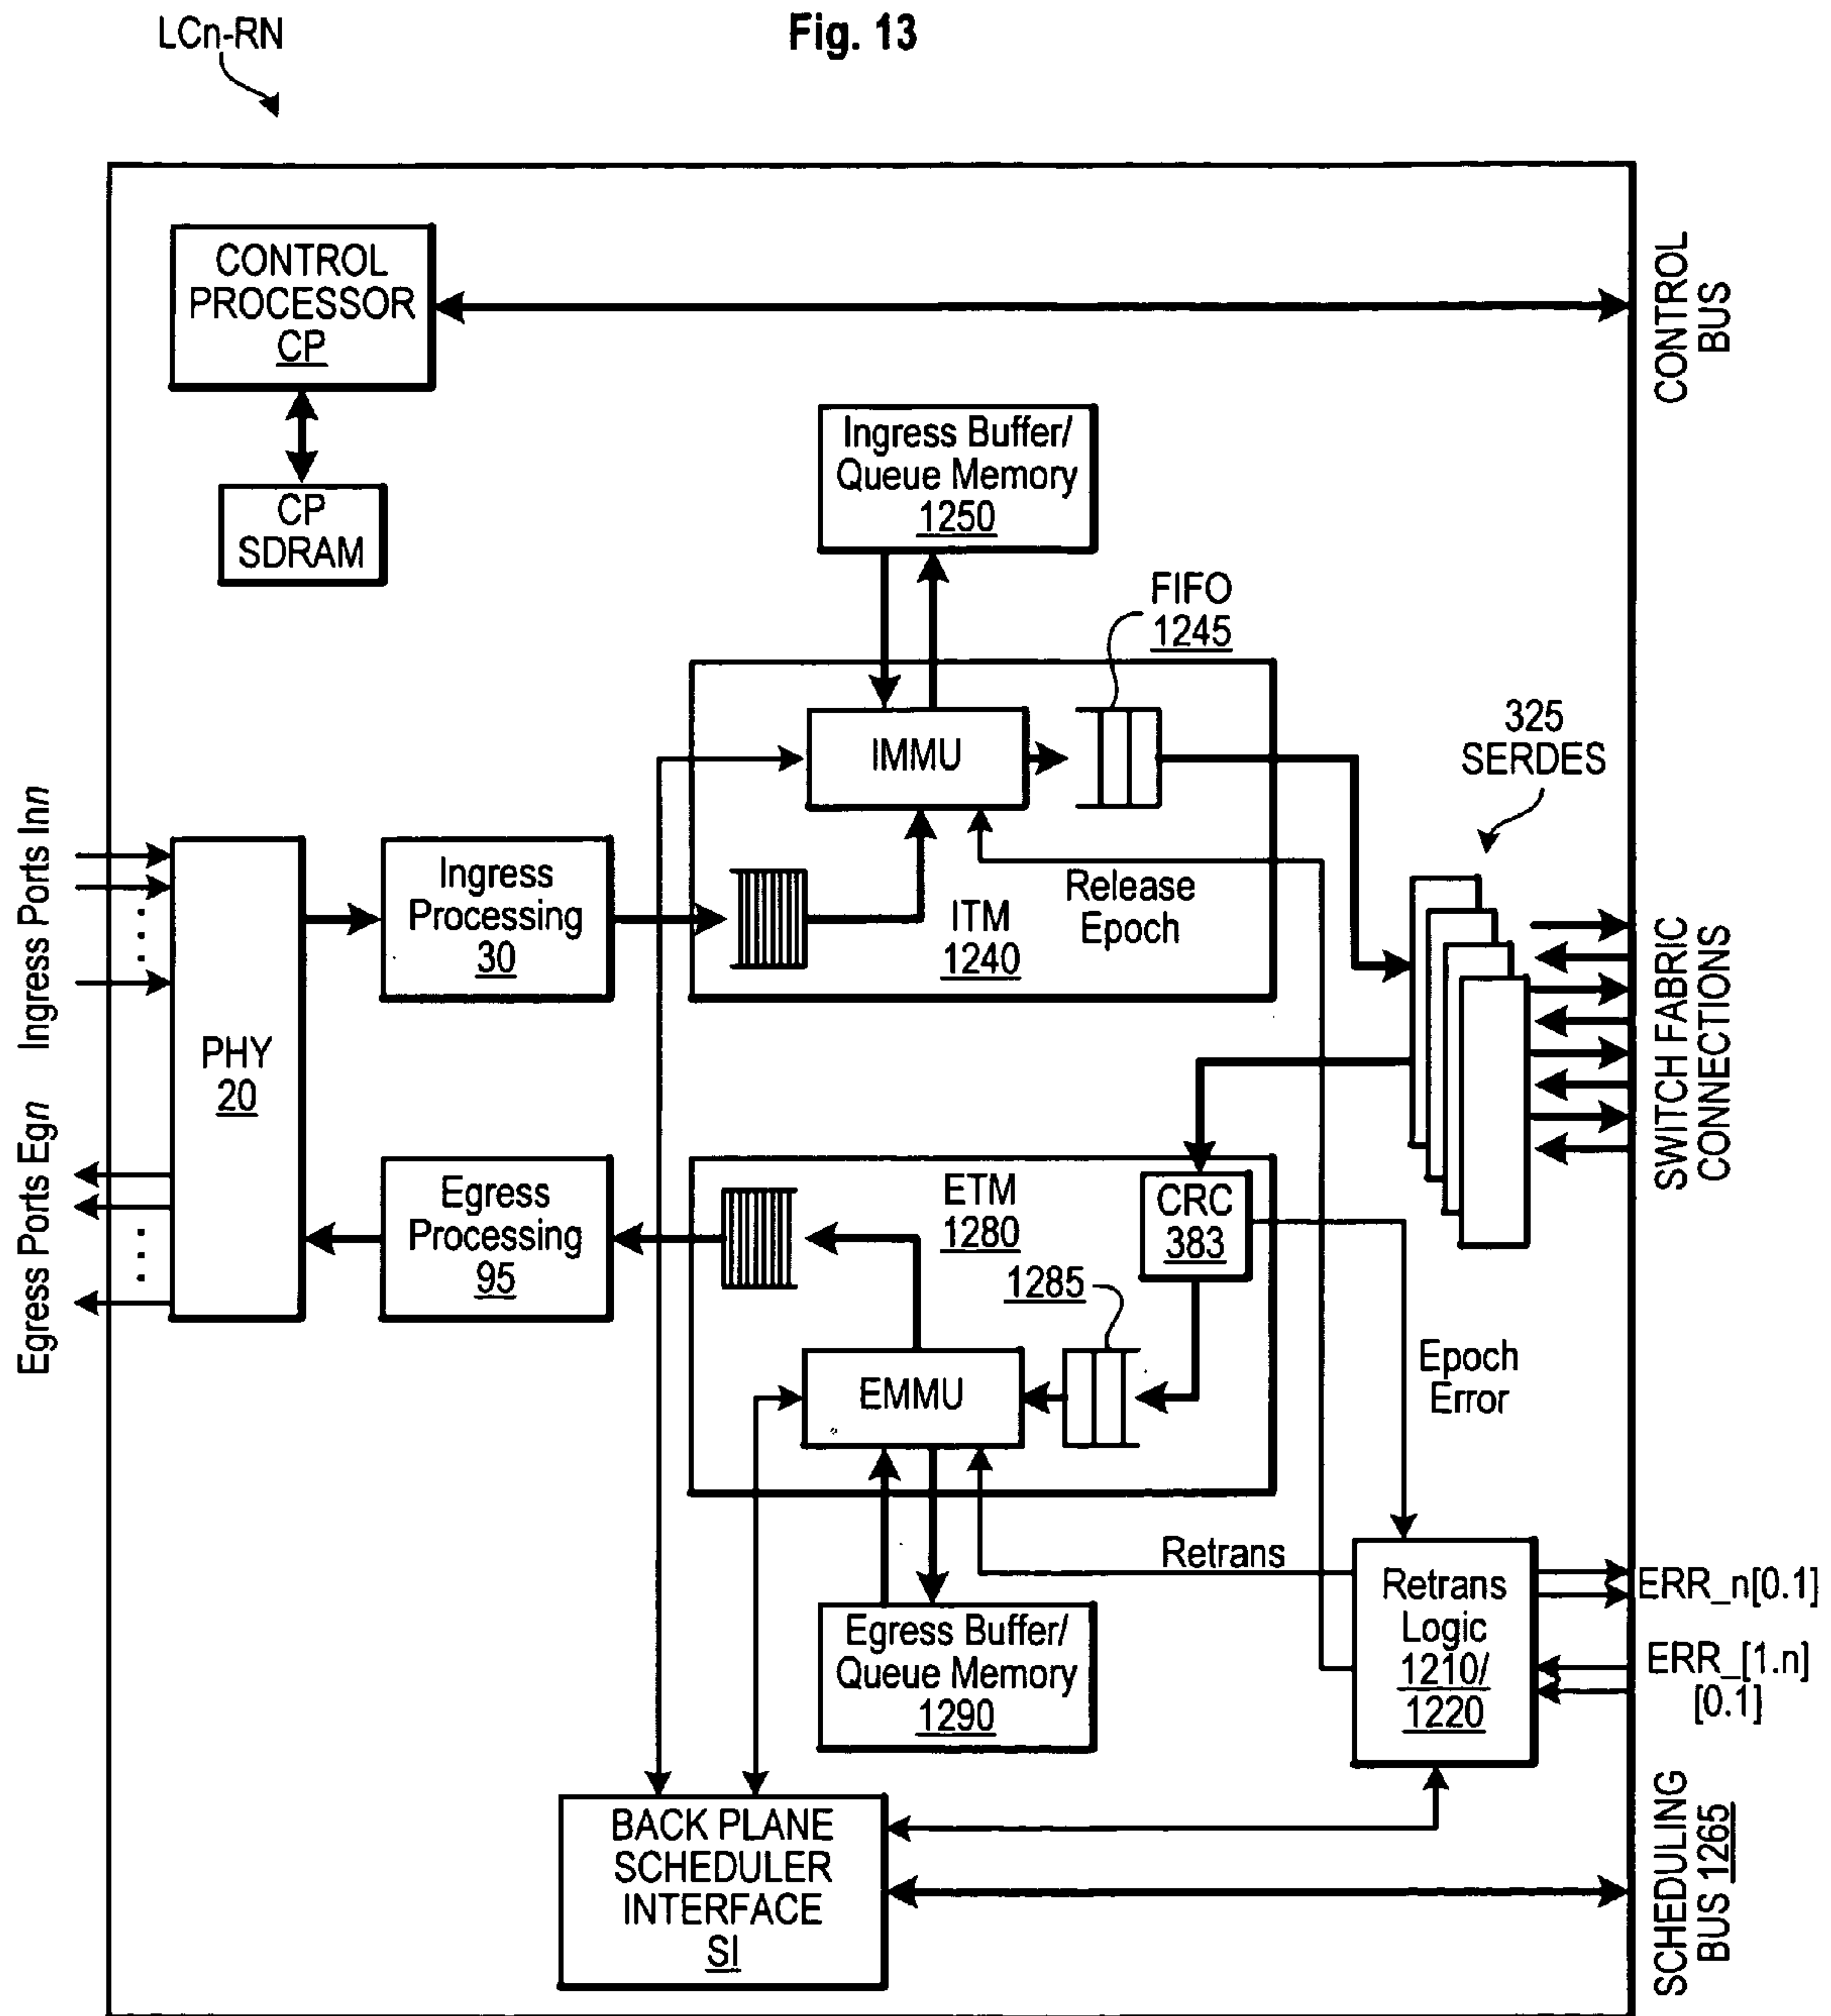 LCn-RN
Fig. 13
CONTROL
PROCESSOR
CP
CP
SDRAM
CONTROL
BUS
Ingress Buffer/
Queue Memory
1250
FIFO
1245
IMMU
325
SERDES
Ingress Ports Inn
Ingress
Processing
30
ITM
1240
Release
Epoch
PHY
20
SWITCH FABRIC
CONNECTIONS
Egress Ports Egn
Egress
Processing
95
ETM
1280
CRC
383
1285
EMMU
Epoch
Error
Retrans
Retrans
Logic
1210/
1220
ERR_n[0.1]
ERR_[1.n]
[0.1]
Egress Buffer/
Queue Memory
1290
BACK PLANE
SCHEDULER
INTERFACE
SI
SCHEDULING
BUS 1265